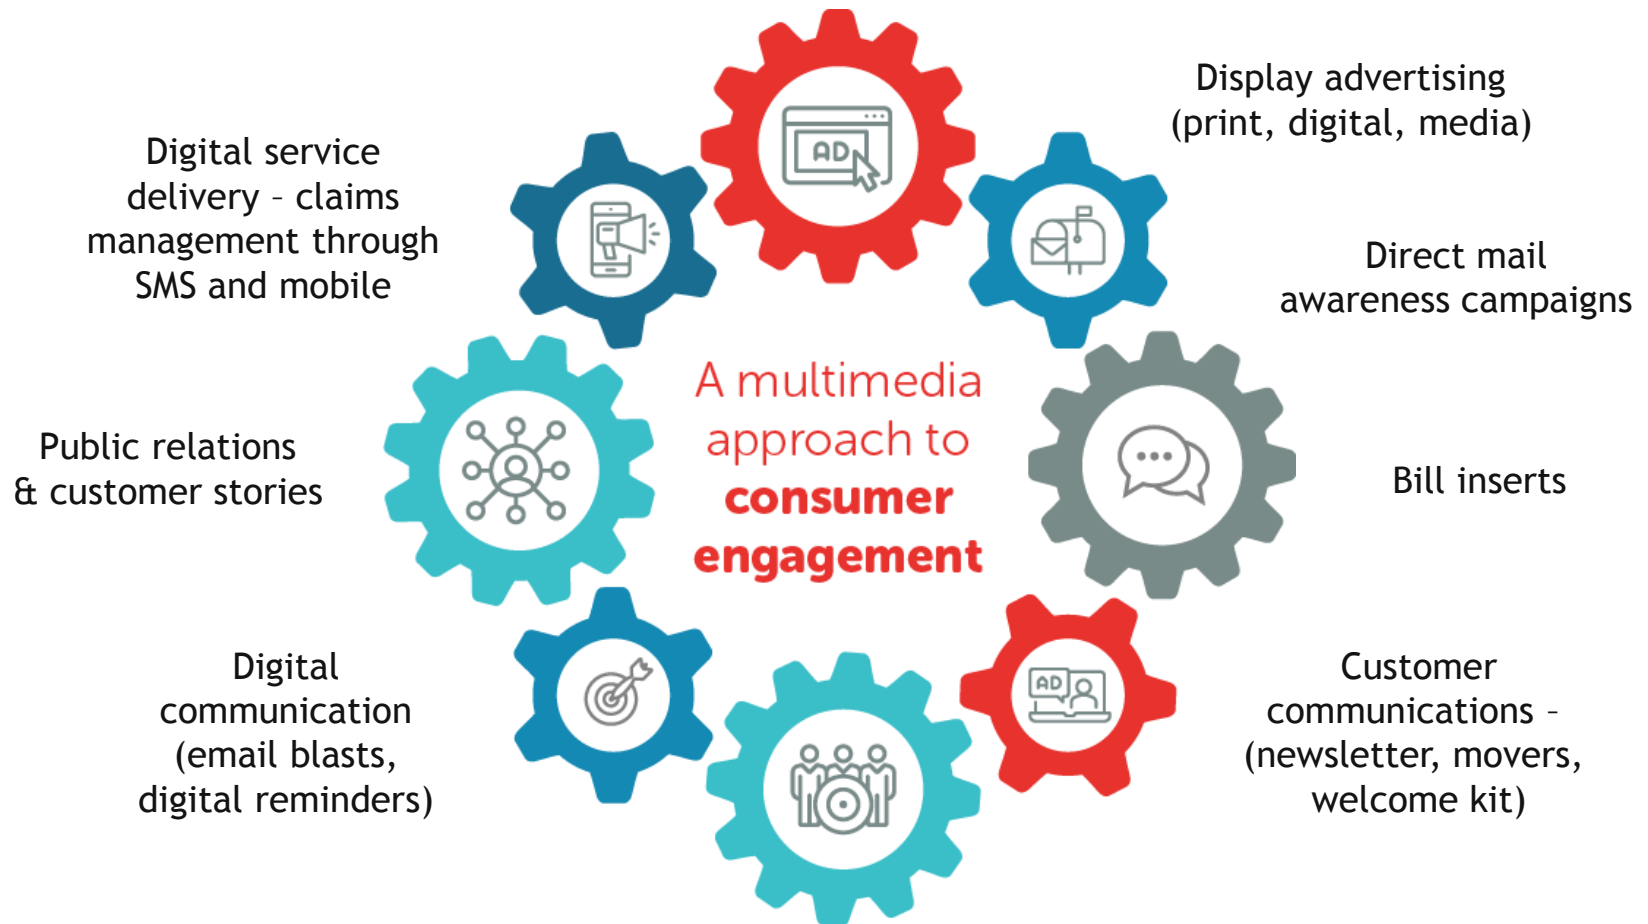 Display advertising
(print, digital, media)
Digital service
delivery – claims
management through
SMS and mobile
AD
Direct mail
awareness campaigns
A multimedia
approach to
consumer
engagement
Public relations
& customer stories
Bill inserts
Digital
communication
(email blasts,
digital reminders)
AD
Customer
communications –
(newsletter, movers,
welcome kit)